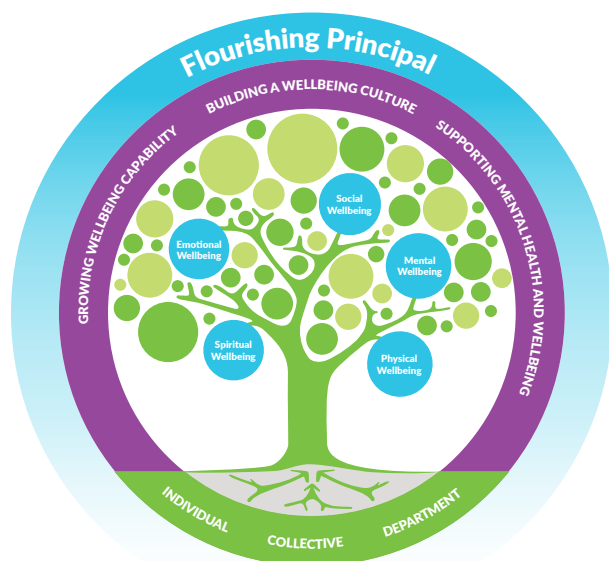 Flourishing Principal
GROWING WELLBEING CAPABILITY
BUILDING A WELLBEING CULTURE
SUPPORTING MENTAL HEALTH AND WELLBEING
Social
Wellbeing
Emotional
Wellbeing
Mental
Wellbeing
Spiritual
Wellbeing
Physical
Wellbeing
INDIVIDUAL
COLLECTIVE
DEPARTMENT